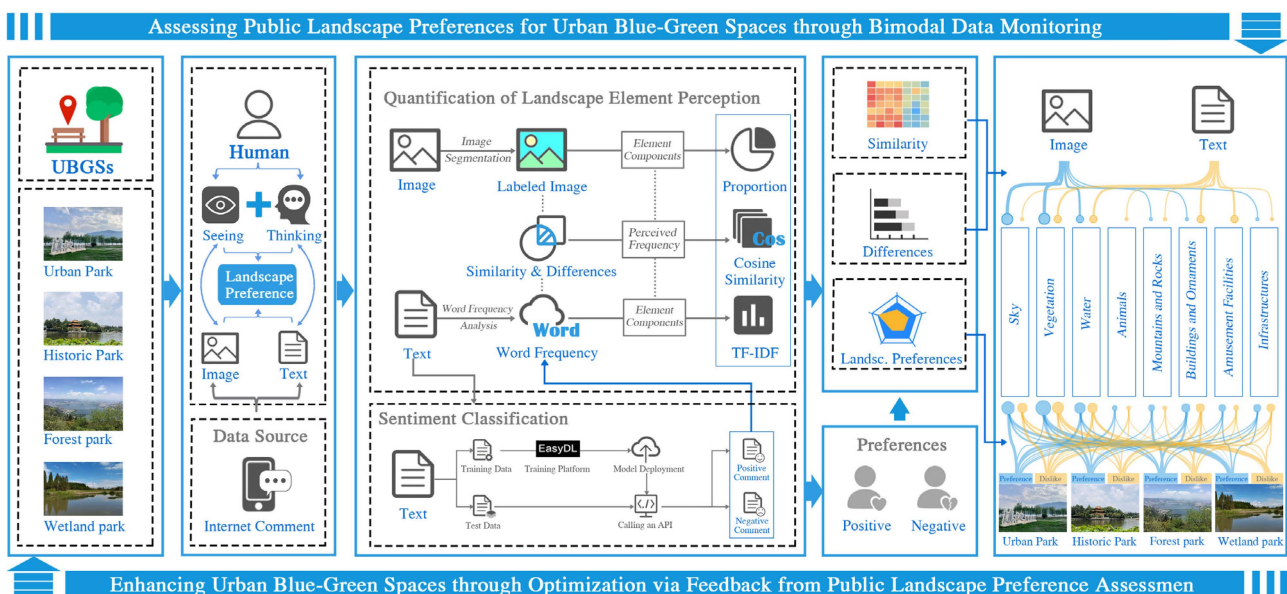 Assessing Public Landscape Preferences for Urban Blue-Green Spaces through Bimodal Data Monitoring
UBGSs
Urban Park
Historic Park
Forest park
Wetland park
Human
Seeing
Thinking
Landscape
Preference
Image
Text
Data Source
Internet Comment
Quantification of Landscape Element Perception
Image
Image
Segmentation
Labeled Image
Element
Components
Proportion
Similarity & Differences
Perceived
Frequency
Cos
Cosine
Similarity
Text
Word Frequency
Analysis
Word
Word Frequency
Element
Components
TF-IDF
Sentiment Classification
Text
Training Data
EasyDL
Training Platform
Model Deployment
Test Data
Calling an API
Positive
Comment
Negative
Comment
Similarity
Differences
Landsc. Preferences
Preferences
Positive
Negative
Image
Text
Sky
Vegetation
Water
Animals
Mountains and Rocks
Buildings and Ornaments
Amusement Facilities
Infrastructures
Preference
Dislike
Preference
Dislike
Preference
Dislike
Preference
Dislike
Urban Park
Historic Park
Forest park
Wetland park
Enhancing Urban Blue-Green Spaces through Optimization via Feedback from Public Landscape Preference Assessmen